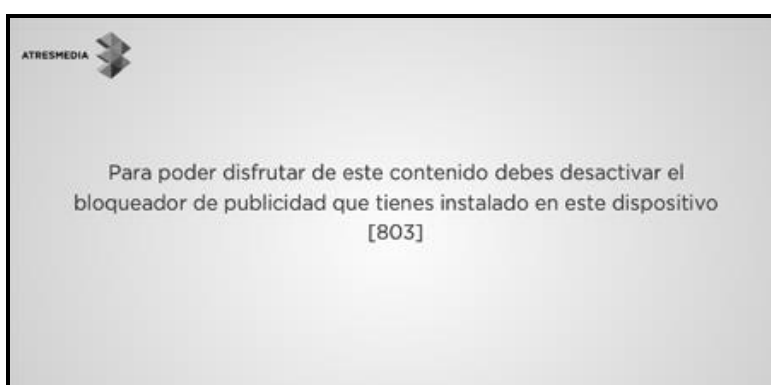 ATRESMEDIA
Para poder disfrutar de este contenido debes desactivar el
bloqueador de publicidad que tienes instalado en este dispositivo
[803]